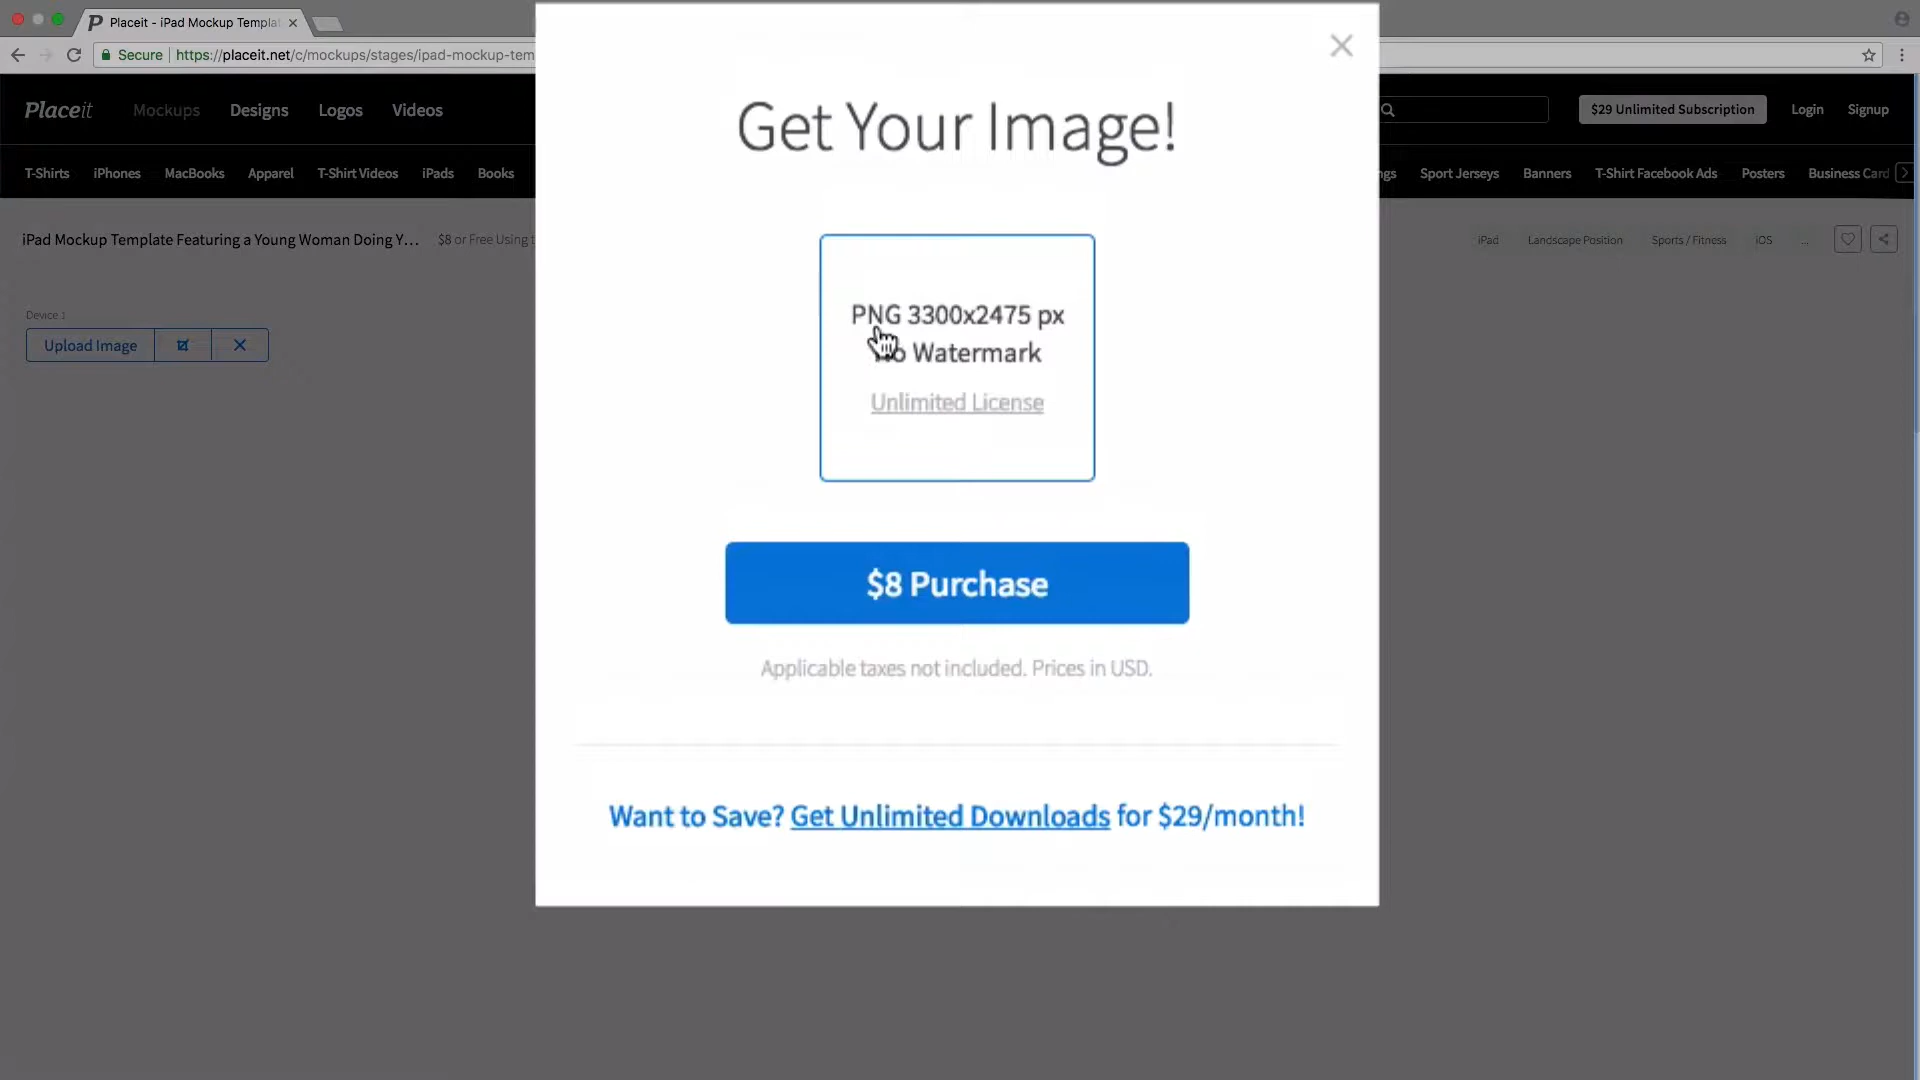 Placeit - iPad Mockup Templa
Secure
https://placeit.net/c/mockups/stages/ipad-mockup-tem
Placeit
Mockups
Designs
Logos
Videos
$29 Unlimited Subscription
Login
Signup
T-Shirts
iPhones
MacBooks
Apparel
T-Shirt Videos
iPads
Books
ngs
Sport Jerseys
Banners
T-Shirt Facebook Ads
Posters
Business Card
iPad Mockup Template Featuring a Young Woman Doing Y...
$8 or Free Using t
iPad
Landscape Position
Sports / Fitness
iOS
...
Device 1
Upload Image
Get Your Image!
PNG 3300x2475 px
No Watermark
Unlimited License
$8 Purchase
Applicable taxes not included. Prices in USD.
Want to Save? Get Unlimited Downloads for $29/month!